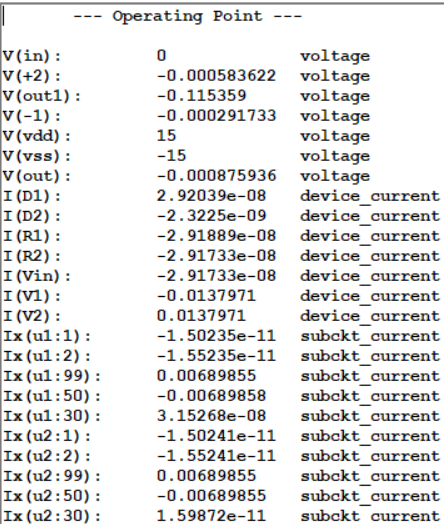 --- Operating Point ---
V(in): 0 voltage
V(+2): -0.000583622 voltage
V(out1): -0.115359 voltage
V(-1): -0.000291733 voltage
V(vdd): 15 voltage
V(vss): -15 voltage
V(out): -0.000875936 voltage
I(D1): 2.92039e-08 device_current
I(D2): -2.3225e-09 device_current
I(R1): -2.91889e-08 device_current
I(R2): -2.91733e-08 device_current
I(Vin): -2.91733e-08 device_current
I(V1): -0.0137971 device_current
I(V2): 0.0137971 device_current
Ix(u1:1): -1.50235e-11 subckt_current
Ix(u1:2): -1.55235e-11 subckt_current
Ix(u1:99): 0.00689855 subckt_current
Ix(u1:50): -0.00689858 subckt_current
Ix(u1:30): 3.15268e-08 subckt_current
Ix(u2:1): -1.50241e-11 subckt_current
Ix(u2:2): -1.55241e-11 subckt_current
Ix(u2:99): 0.00689855 subckt_current
Ix(u2:50): -0.00689855 subckt_current
Ix(u2:30): 1.59872e-11 subckt_current